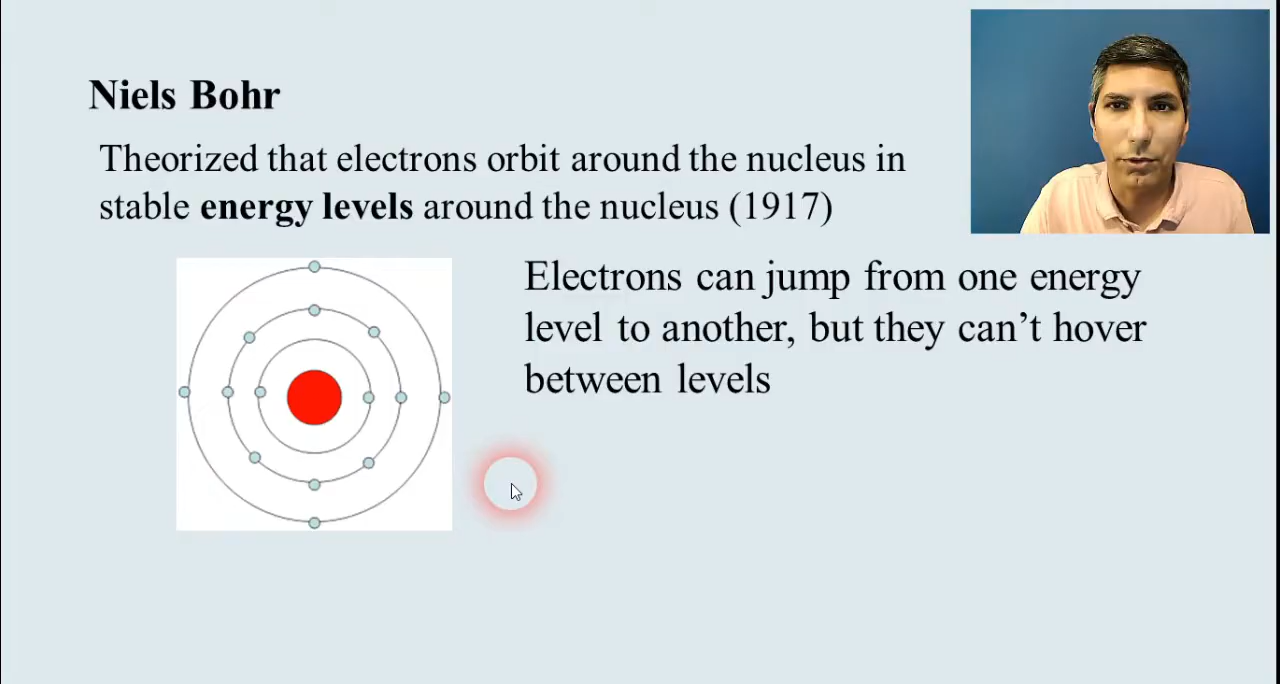 Niels Bohr
Theorized that electrons orbit around the nucleus in
stable energy levels around the nucleus (1917)
Electrons can jump from one energy
level to another, but they can’t hover
between levels